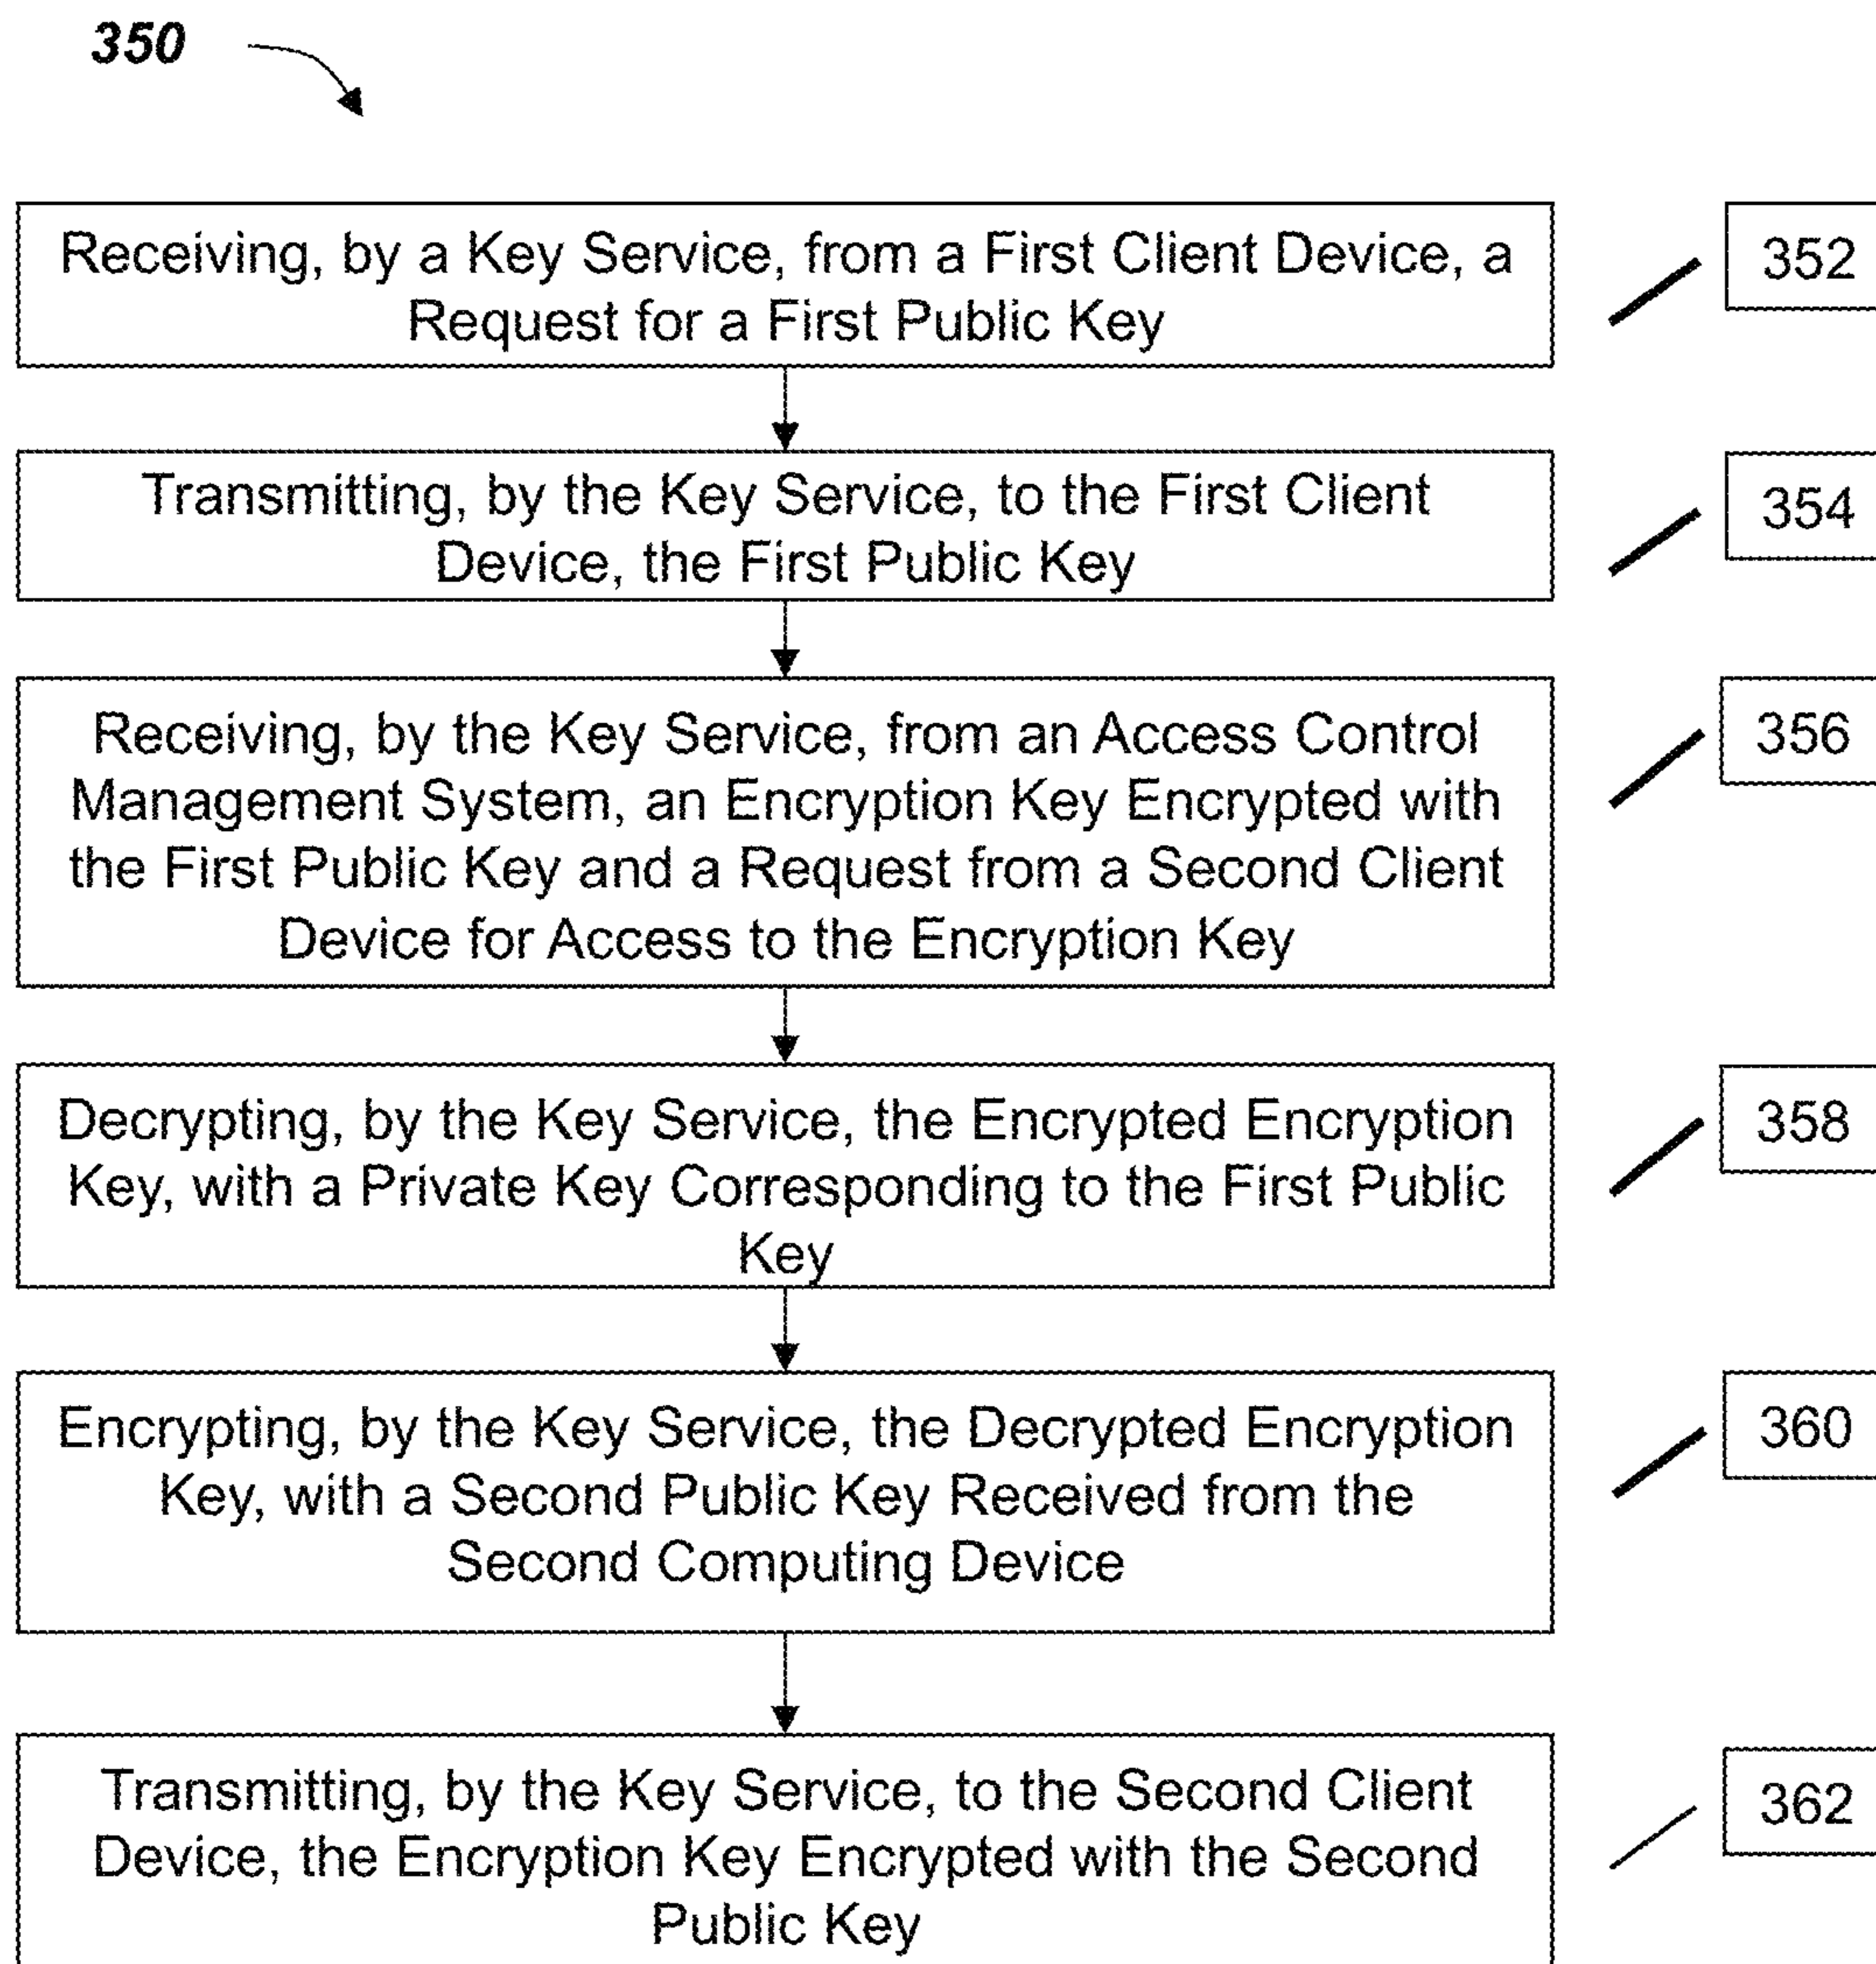 350
Receiving, by a Key Service, from a First Client Device, a
Request for a First Public Key
352
Transmitting, by the Key Service, to the First Client
Device, the First Public Key
354
Receiving, by the Key Service, from an Access Control
Management System, an Encryption Key Encrypted with
the First Public Key and a Request from a Second Client
Device for Access to the Encryption Key
356
Decrypting, by the Key Service, the Encrypted Encryption
Key, with a Private Key Corresponding to the First Public
Key
358
Encrypting, by the Key Service, the Decrypted Encryption
Key, with a Second Public Key Received from the
Second Computing Device
360
Transmitting, by the Key Service, to the Second Client
Device, the Encryption Key Encrypted with the Second
Public Key
362